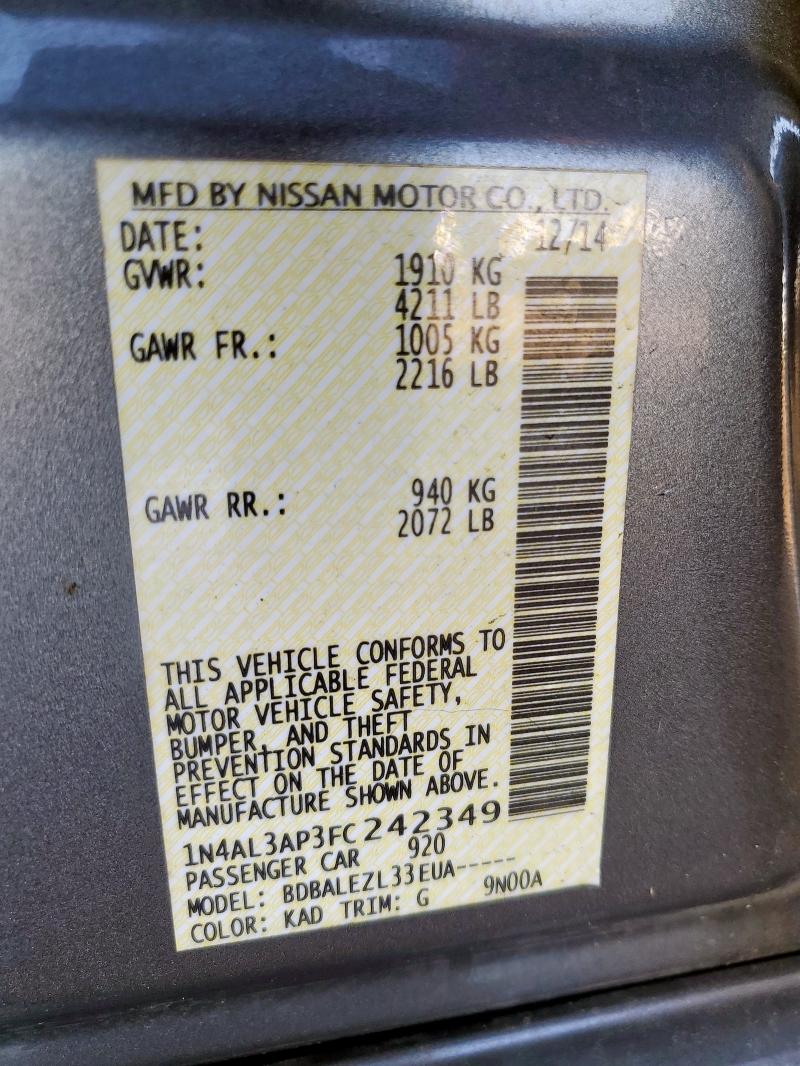 MFD BY NISSAN MOTOR CO., LTD.
DATE: 12/14
GVWR: 1910 KG
4211 LB
GAWR FR.: 1005 KG
2216 LB
GAWR RR.: 940 KG
2072 LB
THIS VEHICLE CONFORMS TO
ALL APPLICABLE FEDERAL
MOTOR VEHICLE SAFETY,
BUMPER, AND THEFT
PREVENTION STANDARDS IN
EFFECT ON THE DATE OF
MANUFACTURE SHOWN ABOVE.
1N4AL3AP3FC242349
PASSENGER CAR 920
MODEL: BDBALEZL33EUA-----
COLOR: KAD TRIM: G 9N00A